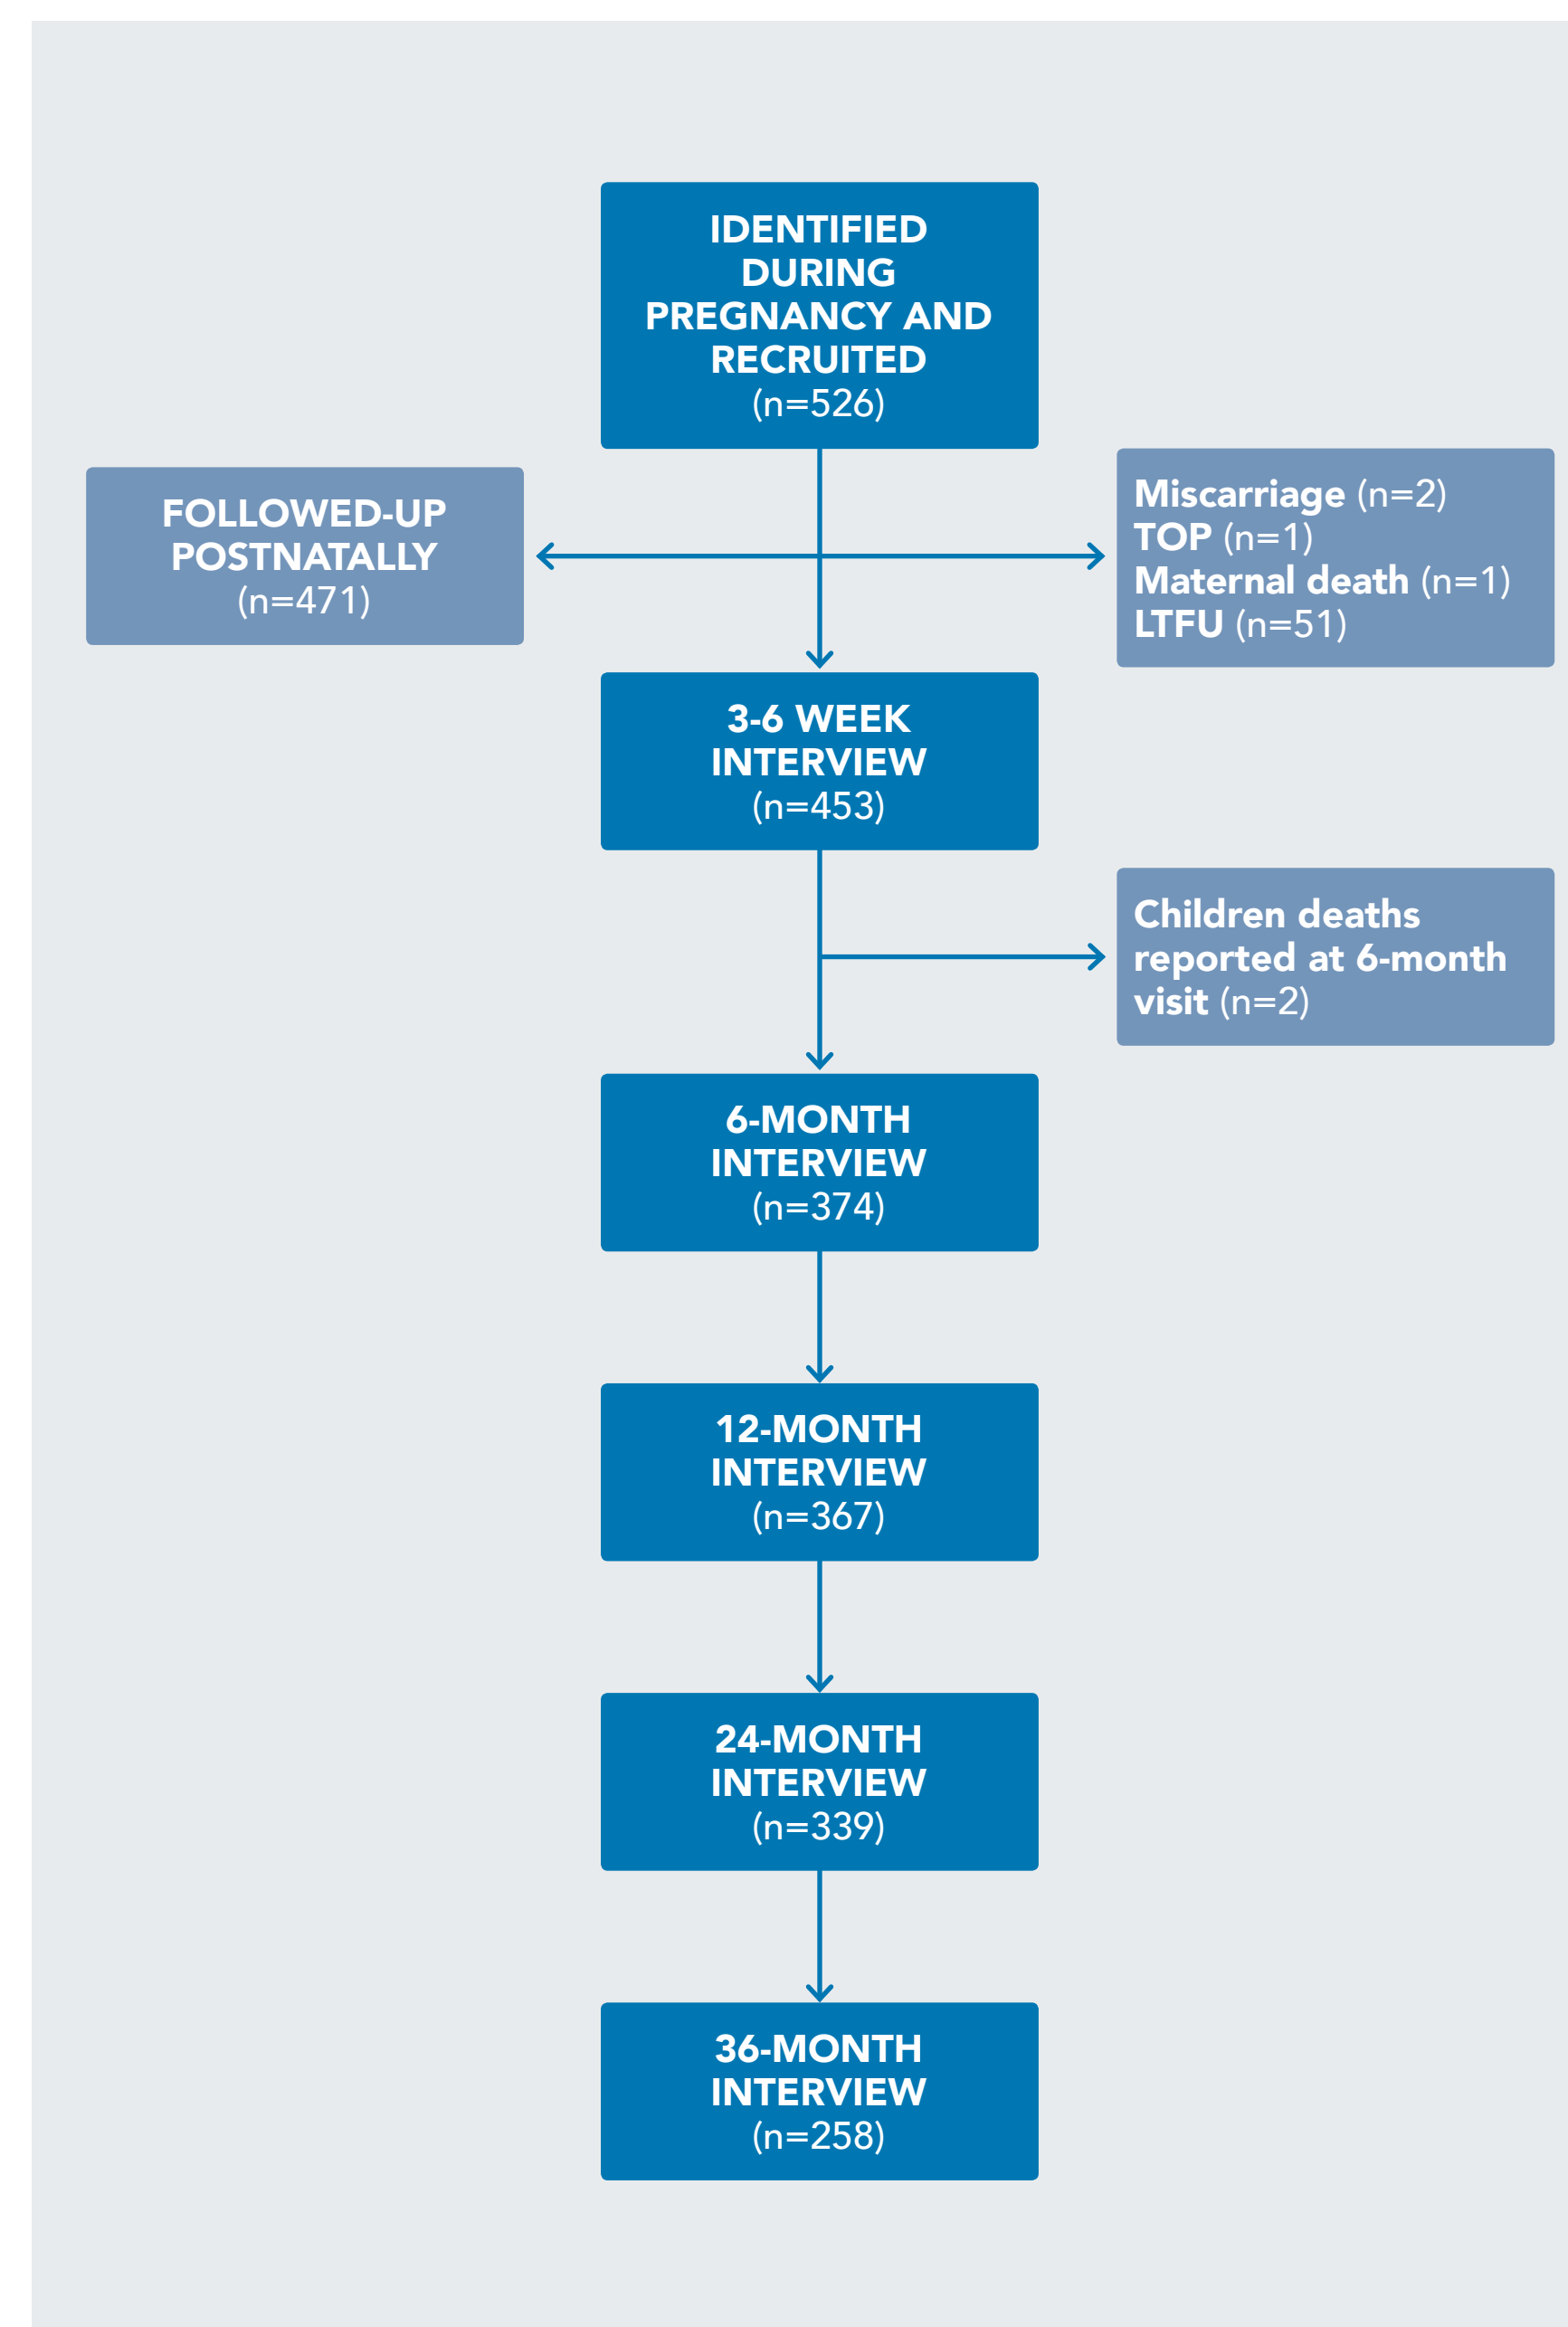 IDENTIFIED
DURING
PREGNANCY AND
RECRUITED
(n=526)
FOLLOWED-UP
POSTNATALLY
(n=471)
Miscarriage (n=2)
TOP (n=1)
Maternal death (n=1)
LTFU (n=51)
3-6 WEEK
INTERVIEW
(n=453)
Children deaths
reported at 6-month
visit (n=2)
6-MONTH
INTERVIEW
(n=374)
12-MONTH
INTERVIEW
(n=367)
24-MONTH
INTERVIEW
(n=339)
36-MONTH
INTERVIEW
(n=258)